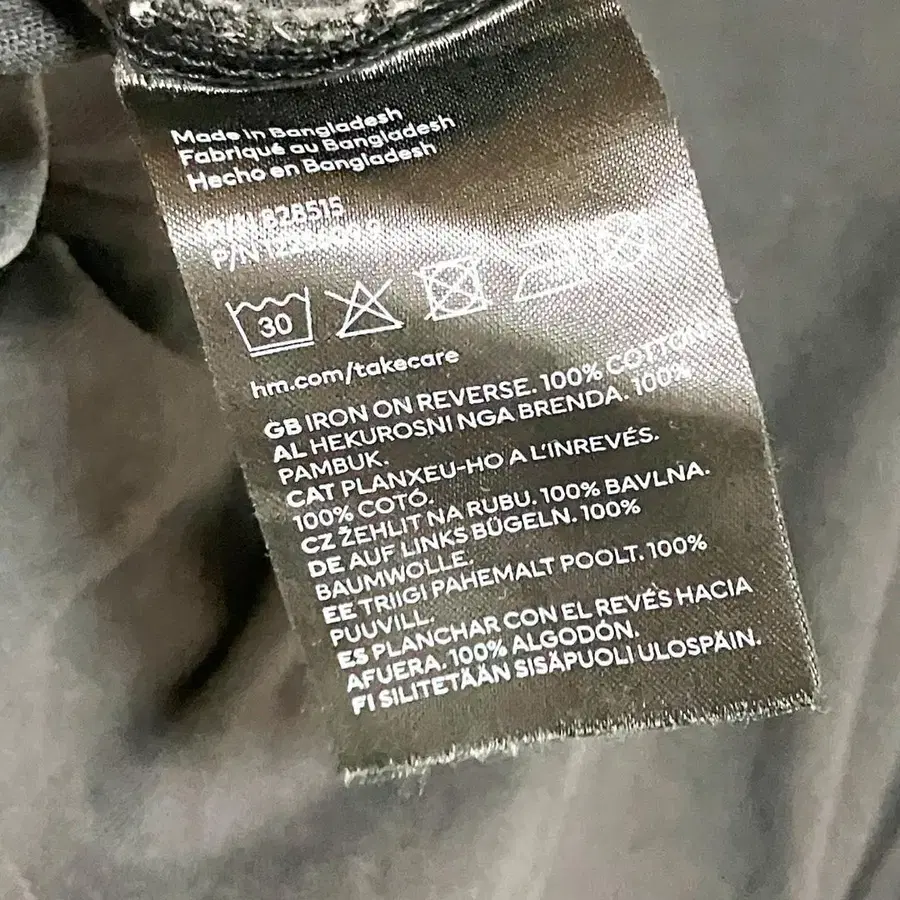 Made in Bangladesh
Fabriqué au Bangladesh
Hecho en Bangladesh
828515
P/N
30
hm.com/takecare
GB IRON ON REVERSE. 100% COTTON
AL HEKUROSNI NGA BRENDA. 100%
PAMBUK.
CAT PLANXEU-HO A L'INREVÉS.
100% COTÓ.
CZ ŽEHLIT NA RUBU. 100% BAVLNA.
DE AUF LINKS BÜGELN. 100%
BAUMWOLLE.
EE TRIIGI PAHEMALT POOLT. 100%
PUUVILL.
ES PLANCHAR CON EL REVÉS HACIA
AFUERA. 100% ALGODÓN.
FI SILITETÄÄN SISÄPUOLI ULOSPÄIN.